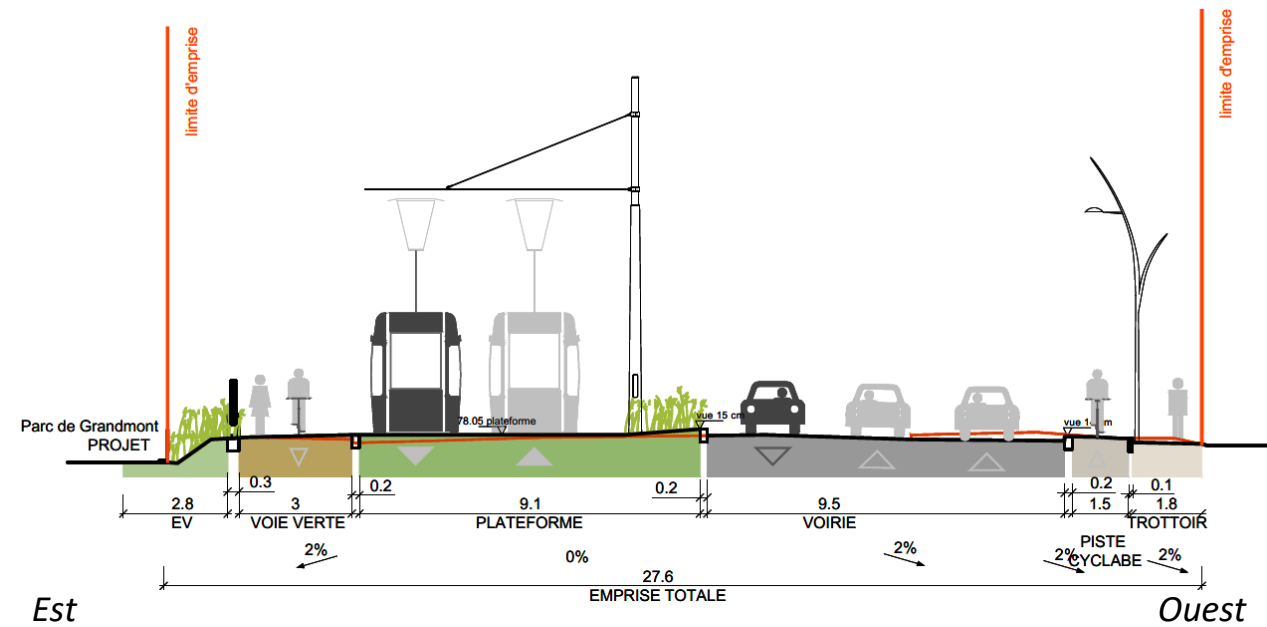 limite d'emprise
limite d'emprise
Parc de Grandmont
PROJET
78.05 plateforme
vue 15 cm
0.3
0.2
0.2
0.2
0.1
2.8
3
9.1
9.5
1.5
1.8
EV
VOIE VERTE
PLATEFORME
VOIRIE
PISTE
CYCLABE
TROTTOIR
2%
0%
2%
2%
2%
27.6
EMPRISE TOTALE
Est
Ouest